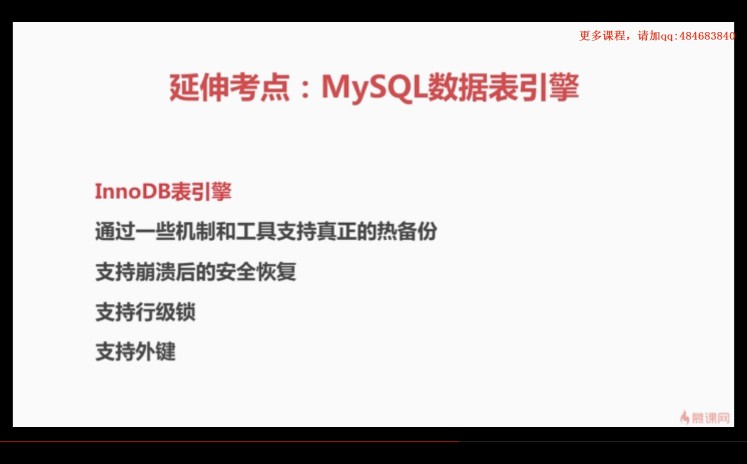 更多课程，请加qq:484683840
延伸考点：MySQL数据表引擎
InnoDB表引擎
通过一些机制和工具支持真正的热备份
支持崩溃后的安全恢复
支持行级锁
支持外键
慕课网